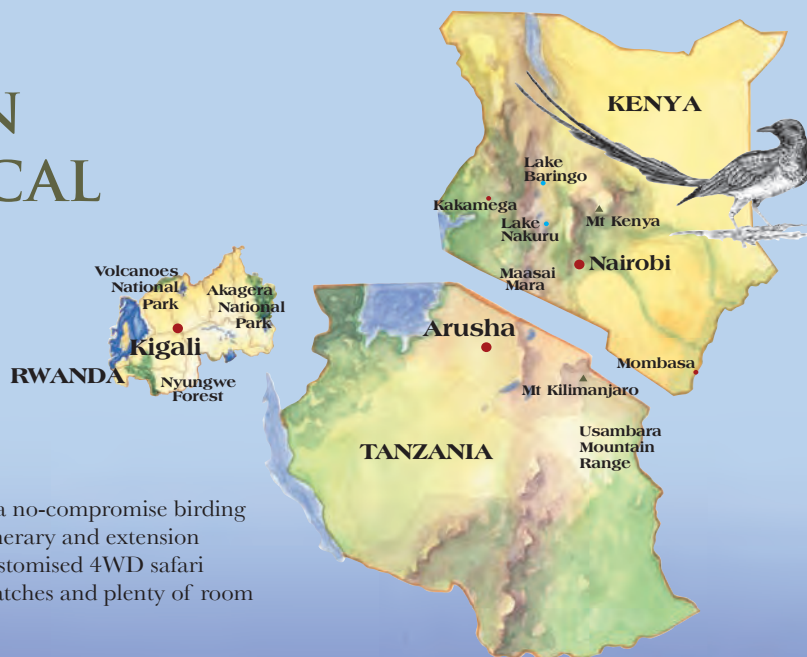 N
CAL
KENYA
Lake
Baringo
Kakamega
Mt Kenya
Lake
Nakuru
Nairobi
Maasai
Mara
Mombasa
Volcanoes
National
Park
Akagera
National
Park
Kigali
RWANDA
Nyungwe
Forest
Arusha
Mt Kilimanjaro
TANZANIA
Usambara
Mountain
Range
a no-compromise birding
nerary and extension
stomised 4WD safari
atches and plenty of room